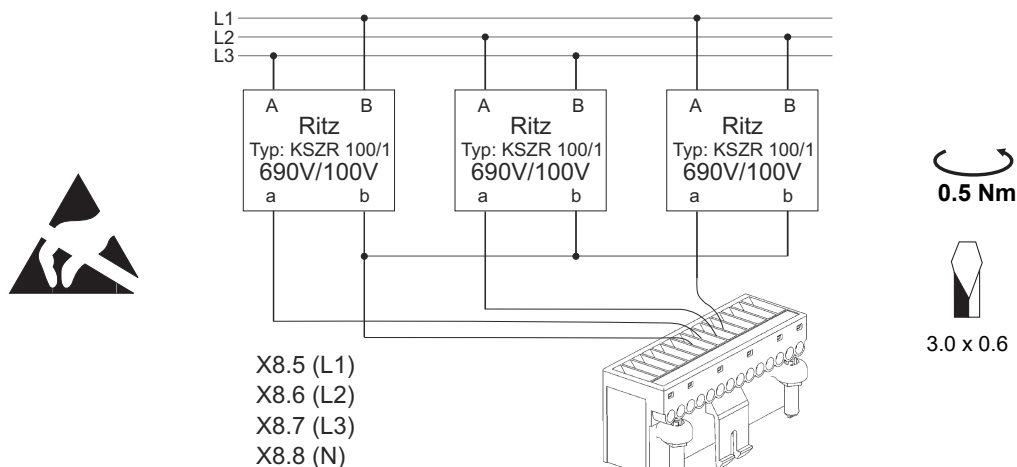 L1
L2
L3
A B
Ritz
Typ: KSZR 100/1
690V/100V
a b
A B
Ritz
Typ: KSZR 100/1
690V/100V
a b
A B
Ritz
Typ: KSZR 100/1
690V/100V
a b
0.5 Nm
3.0 x 0.6
X8.5 (L1)
X8.6 (L2)
X8.7 (L3)
X8.8 (N)